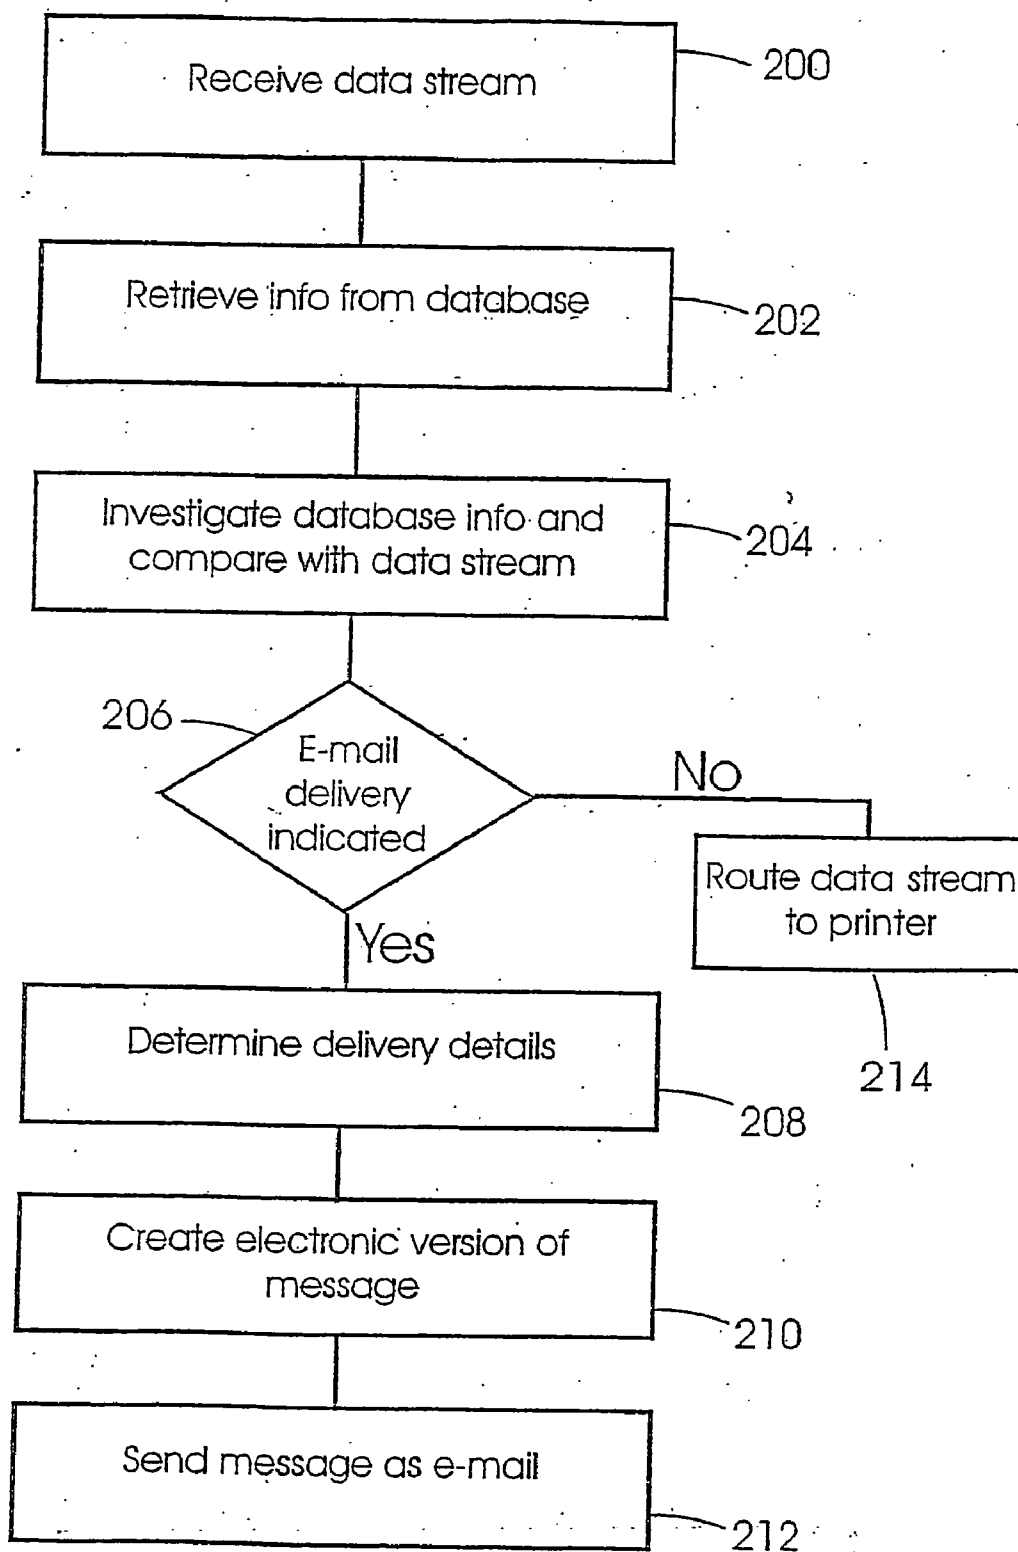 Receive data stream
200
Retrieve info from database
202
Investigate database info and
compare with data stream
204
206
E-mail
delivery
indicated
No
Route data stream
to printer
214
Yes
Determine delivery details
208
Create electronic version of
message
210
Send message as e-mail
212